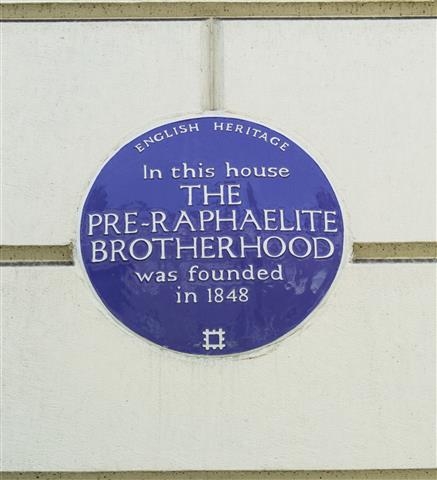 ENGLISH HERITAGE
In this house
THE
PRE-RAPHAELITE
BROTHERHOOD
was founded
in 1848